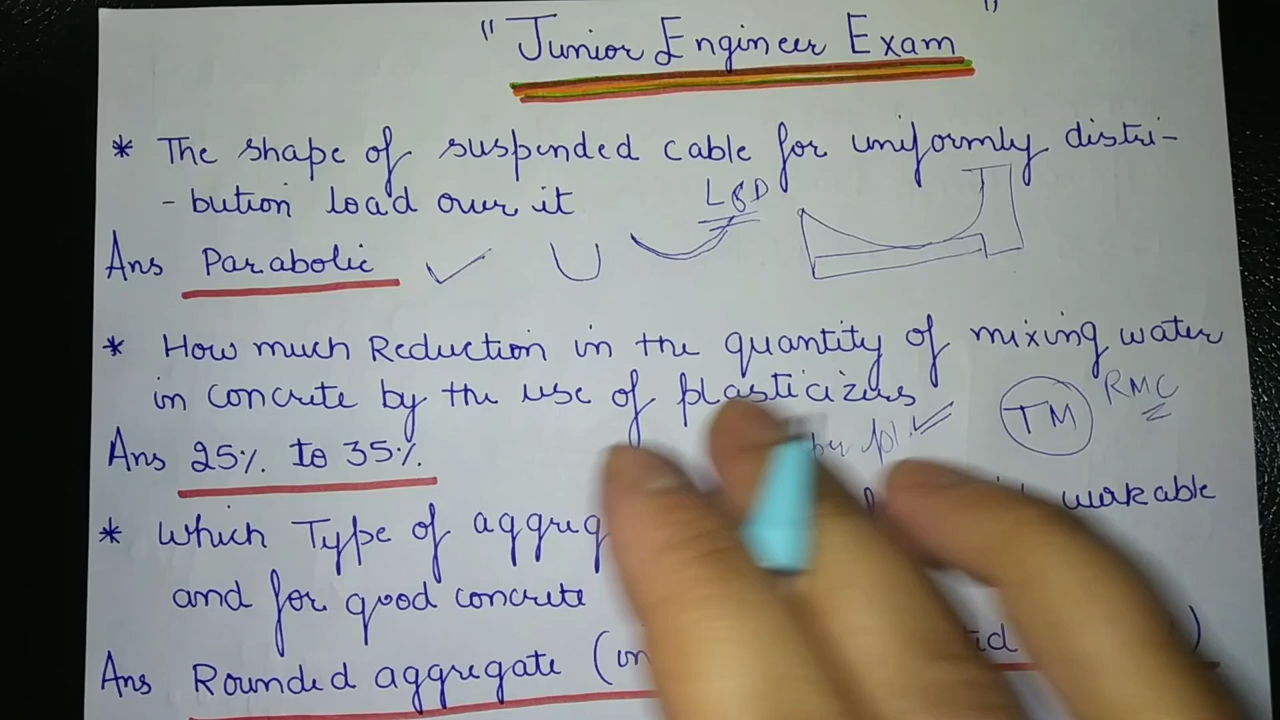 " Junior Engineer Exam "
* The shape of suspended cable for uniformly distri-
- bution load over it
Ans Parabolic
* How much Reduction in the quantity of mixing water
in concrete by the use of plasticizers
RMC
TM
Ans 25% to 35%
* Which Type of aggreg workable
and for good concrete
Ans Rounded aggregate (